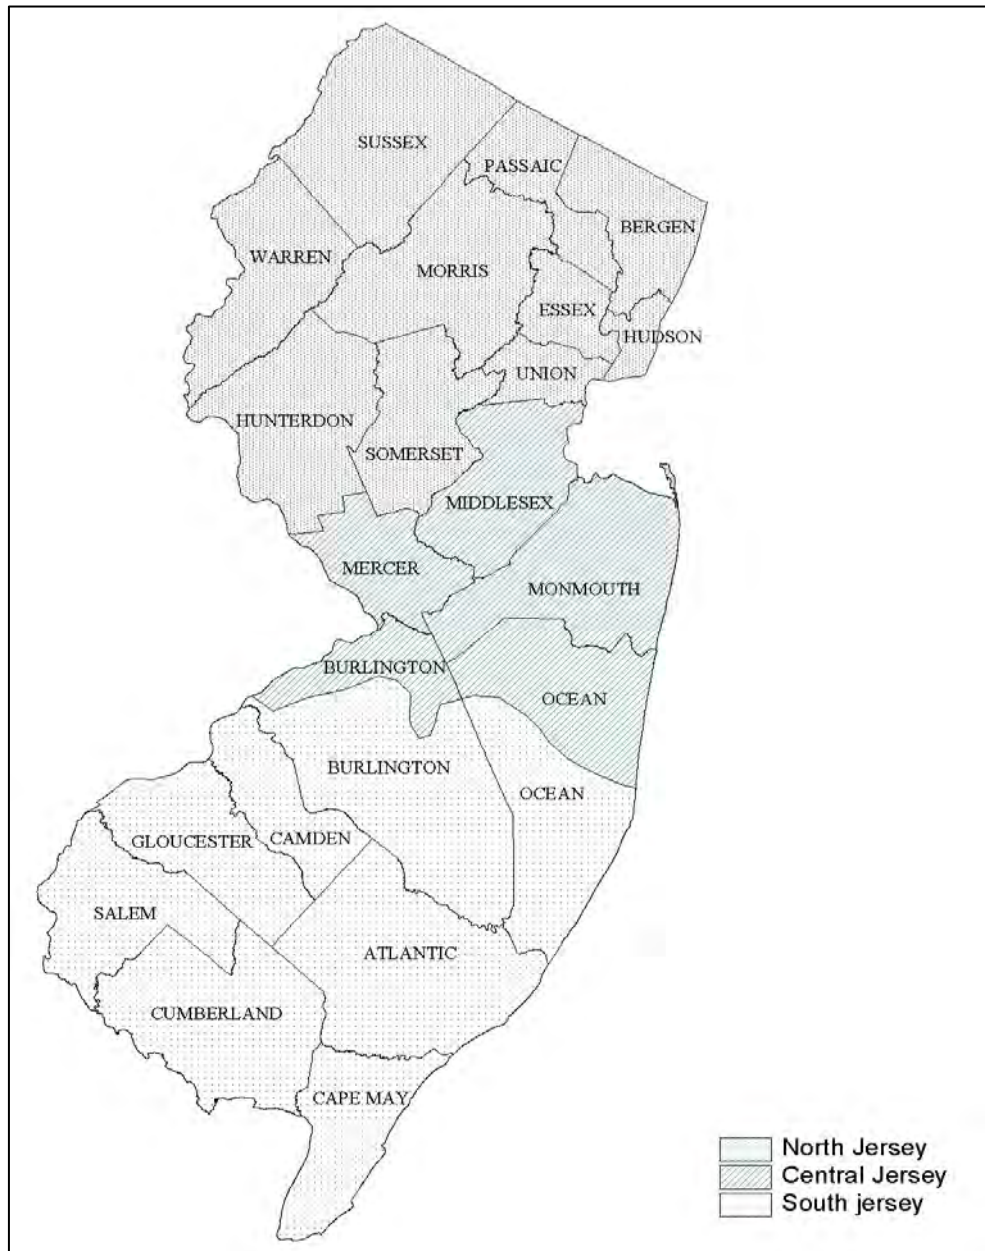 SUSSEX
PASSAIC
BERGEN
WARREN
MORRIS
ESSEX
HUDSON
UNION
HUNTERDON
SOMERSET
MIDDLESEX
MERCER
MONMOUTH
BURLINGTON
OCEAN
BURLINGTON
OCEAN
GLOUCESTER
CAMDEN
SALEM
ATLANTIC
CUMBERLAND
CAPE MAY
North Jersey
Central Jersey
South jersey